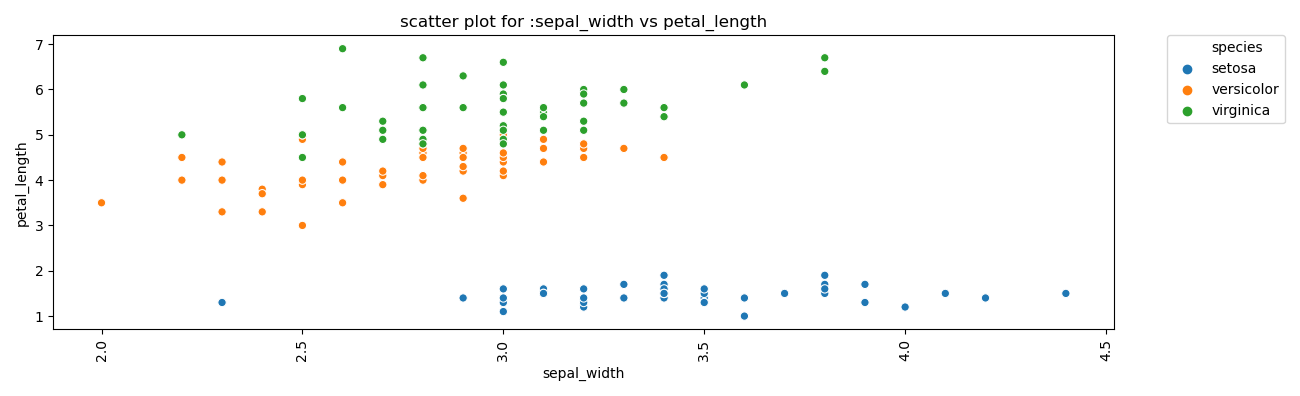 scatter plot for :sepal_width vs petal_length
species
setosa
versicolor
virginica
petal_length
7
6
5
4
3
2
1
2.0
2.5
3.0
3.5
4.0
4.5
sepal_width